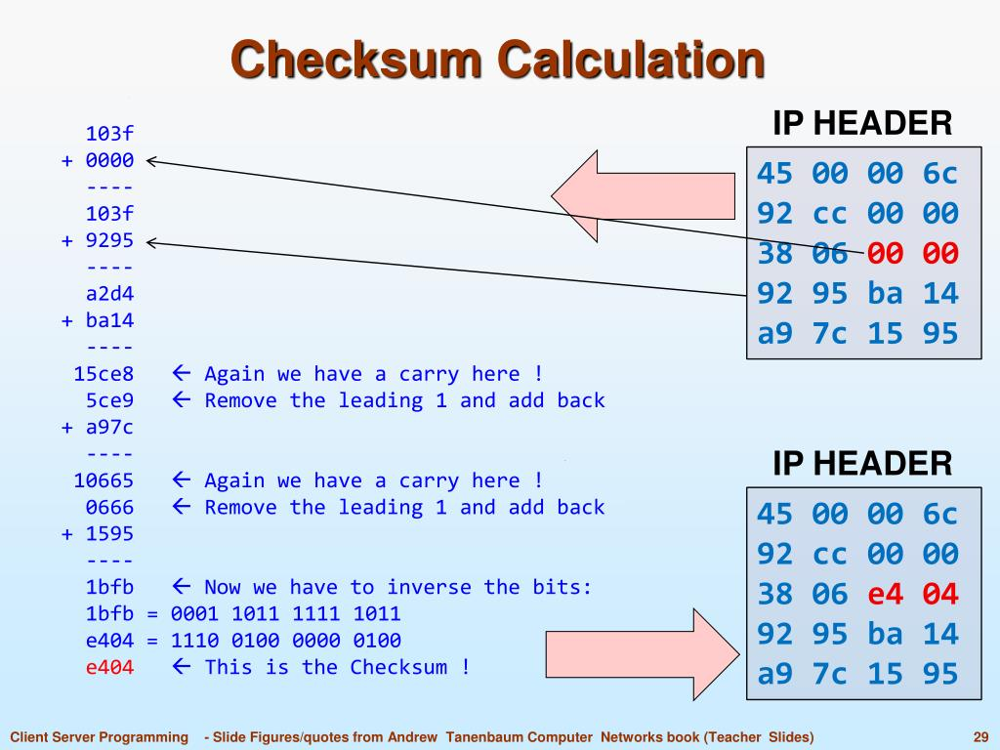 Checksum Calculation
103f
+ 0000
----
103f
+ 9295
----
a2d4
+ ba14
----
15ce8 ← Again we have a carry here !
5ce9 ← Remove the leading 1 and add back
+ a97c
----
10665 ← Again we have a carry here !
0666 ← Remove the leading 1 and add back
+ 1595
----
1bfb ← Now we have to inverse the bits:
1bfb = 0001 1011 1111 1011
e404 = 1110 0100 0000 0100
e404 ← This is the Checksum !
IP HEADER
45 00 00 6c
92 cc 00 00
38 06 00 00
92 95 ba 14
a9 7c 15 95
IP HEADER
45 00 00 6c
92 cc 00 00
38 06 e4 04
92 95 ba 14
a9 7c 15 95
Client Server Programming - Slide Figures/quotes from Andrew Tanenbaum Computer Networks book (Teacher Slides) 29